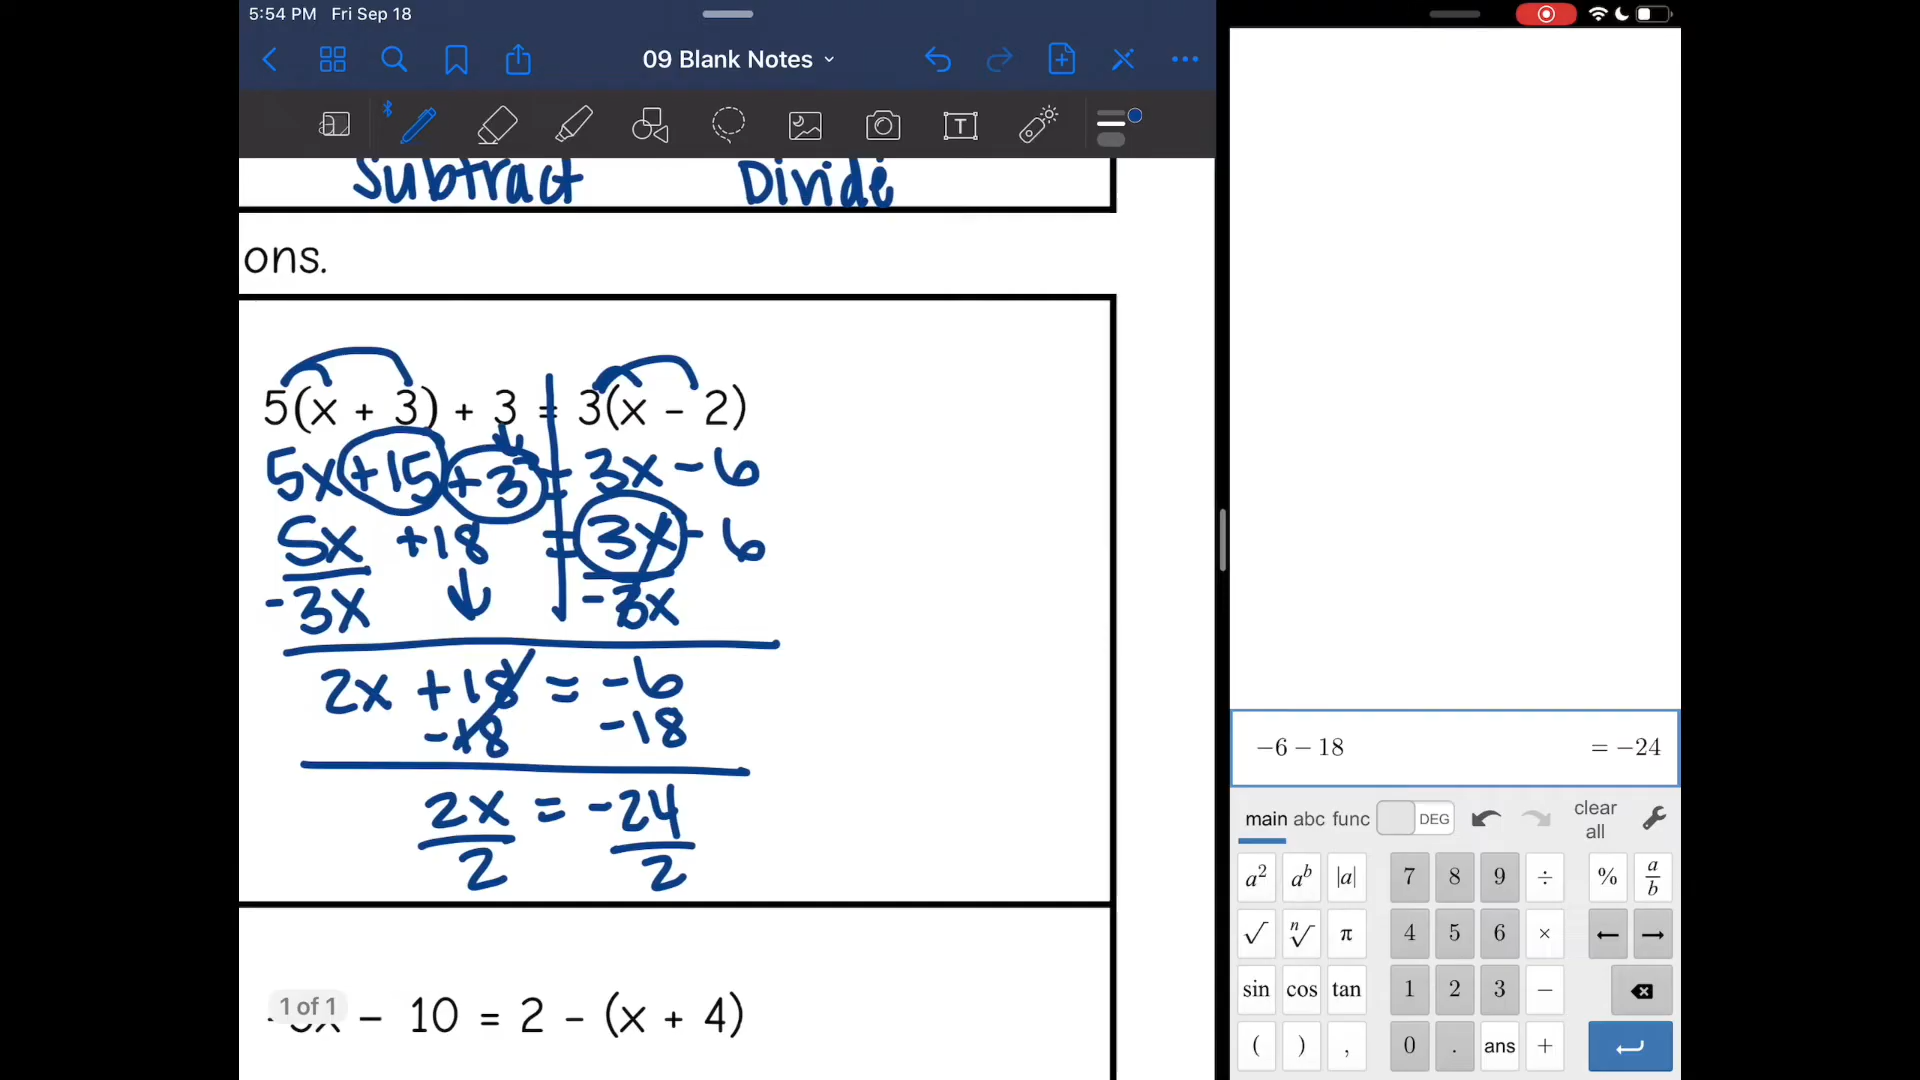 5:54 PM Fri Sep 18
09 Blank Notes
Subtract Divide
ons.
5(x + 3) + 3 = 3(x - 2)
5x +15 +3 = 3x - 6
5x +18 = 3x - 6
-3x -3x
2x +18 = -6
-18 -18
2x = -24
2 2
1 of 1
- 10 = 2 - (x + 4)
−6 − 18 = −24
main abc func DEG clear all
a² aᵇ |a| 7 8 9 ÷ % a/b
√ ⁿ√ π 4 5 6 × ← →
sin cos tan 1 2 3 −
( ) , 0 . ans +